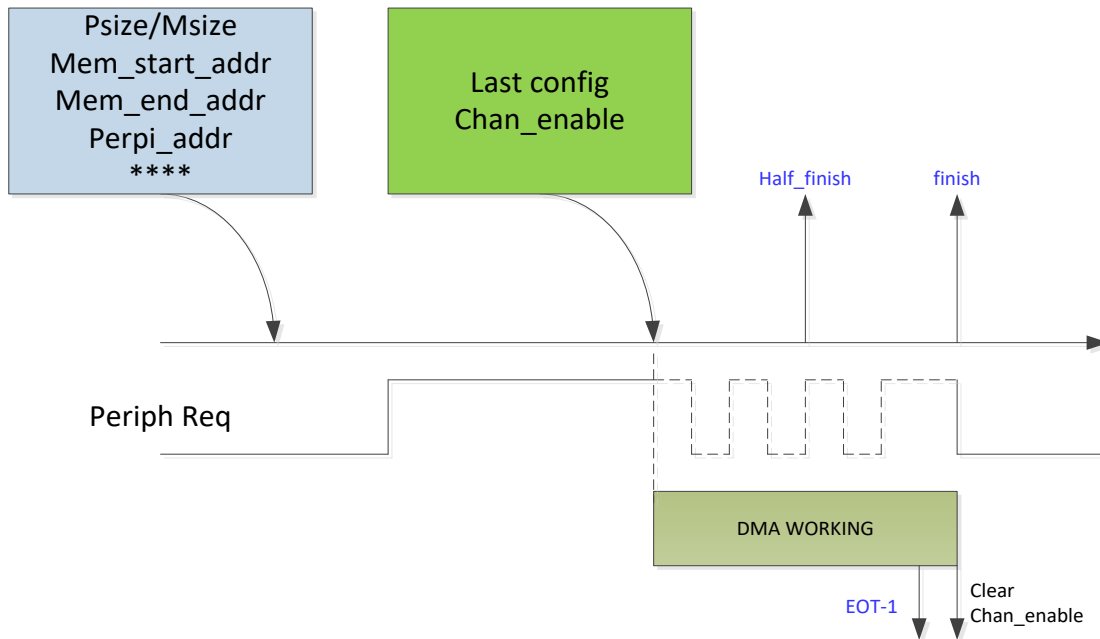 Psize/Msize
Mem_start_addr
Mem_end_addr
Perpi_addr
****
Last config
Chan_enable
Half_finish
finish
Periph Req
DMA WORKING
EOT-1
Clear
Chan_enable